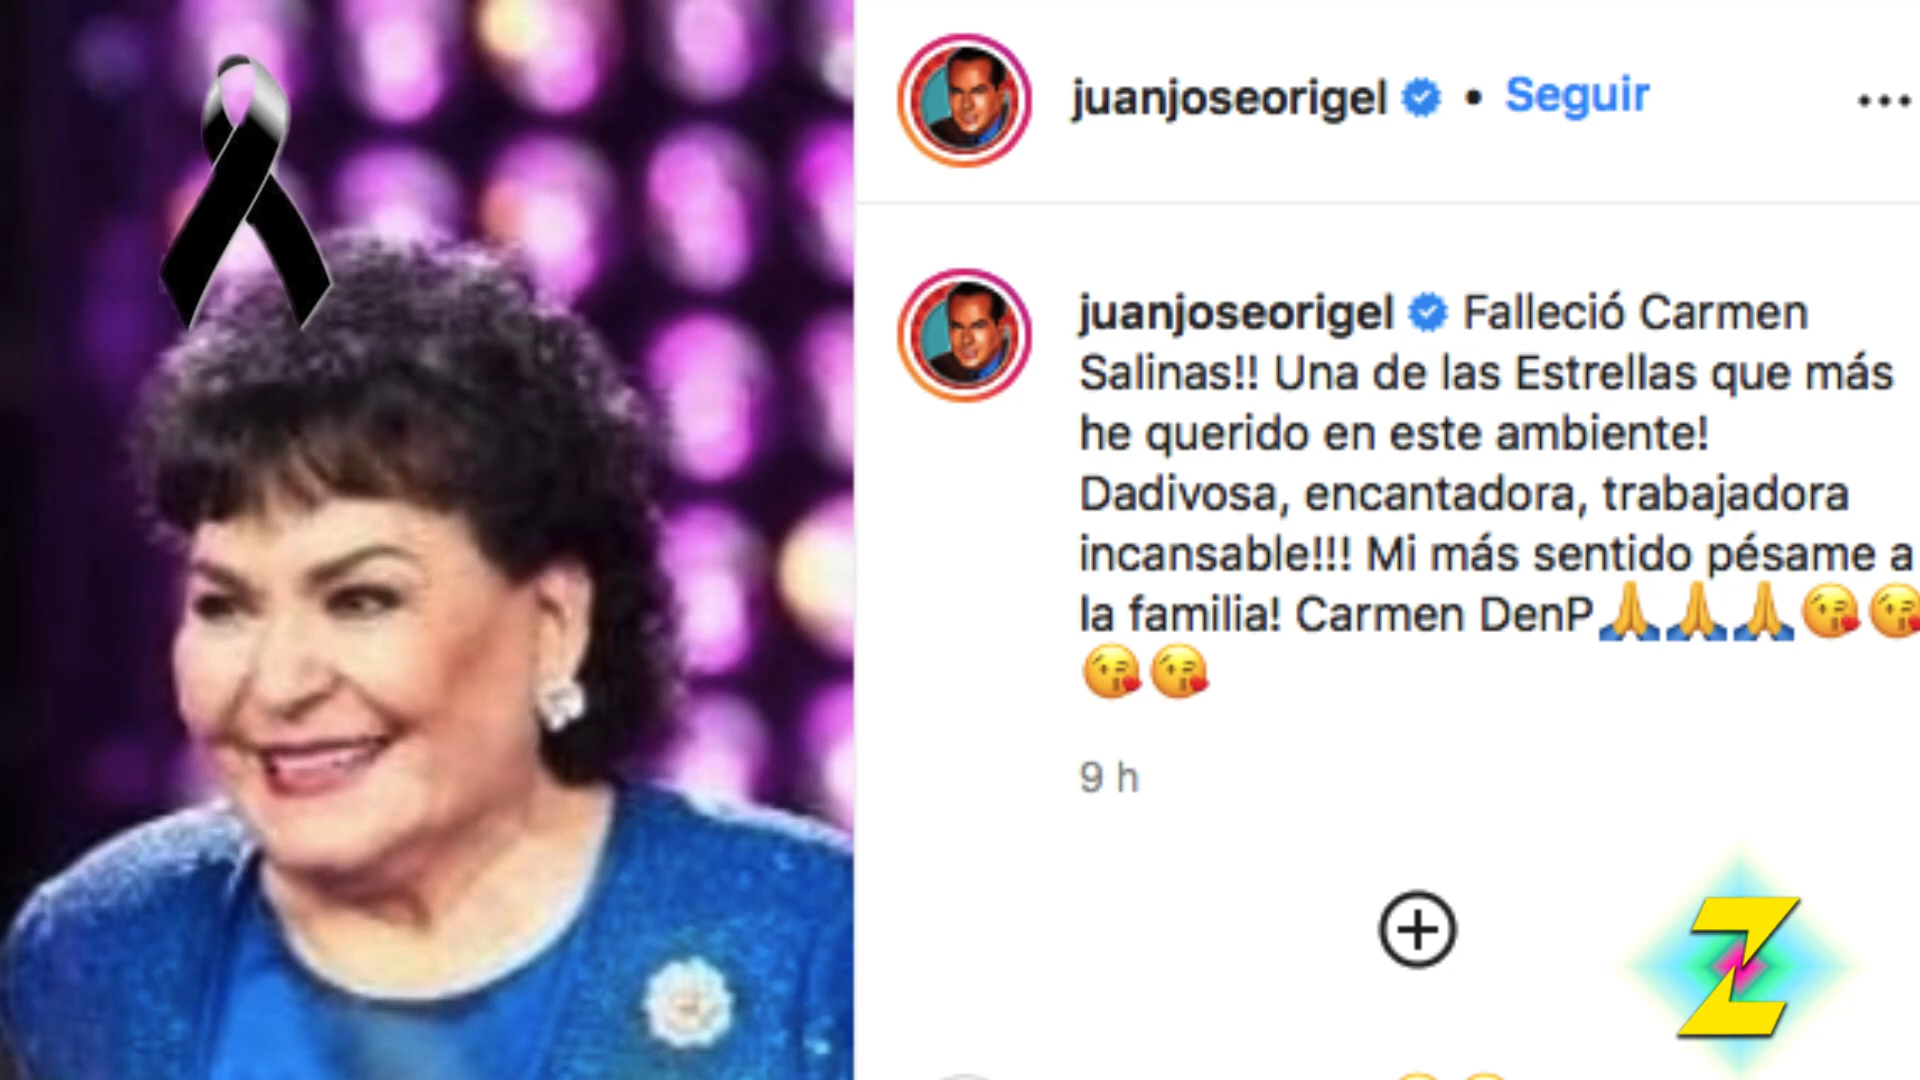 juanjoseorigel • Seguir
juanjoseorigel Falleció Carmen
Salinas!! Una de las Estrellas que más
he querido en este ambiente!
Dadivosa, encantadora, trabajadora
incansable!!! Mi más sentido pésame a
la familia! Carmen DenP🙏🙏🙏😘😘
😘😘
9 h
Z